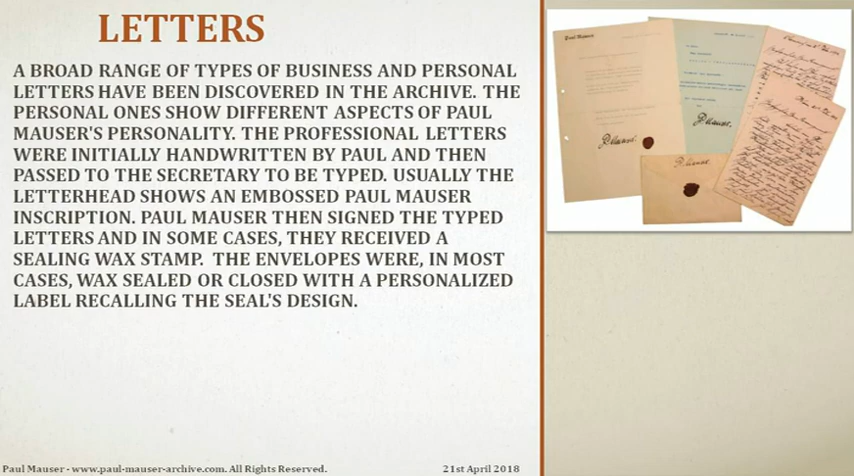 LETTERS
A BROAD RANGE OF TYPES OF BUSINESS AND PERSONAL
LETTERS HAVE BEEN DISCOVERED IN THE ARCHIVE. THE
PERSONAL ONES SHOW DIFFERENT ASPECTS OF PAUL
MAUSER'S PERSONALITY. THE PROFESSIONAL LETTERS
WERE INITIALLY HANDWRITTEN BY PAUL AND THEN
PASSED TO THE SECRETARY TO BE TYPED. USUALLY THE
LETTERHEAD SHOWS AN EMBOSSED PAUL MAUSER
INSCRIPTION. PAUL MAUSER THEN SIGNED THE TYPED
LETTERS AND IN SOME CASES, THEY RECEIVED A
SEALING WAX STAMP. THE ENVELOPES WERE, IN MOST
CASES, WAX SEALED OR CLOSED WITH A PERSONALIZED
LABEL RECALLING THE SEAL'S DESIGN.
Paul Mauser
P. Mauser.
P. Mauser.
P. Mauser.
Paul Mauser - www.paul-mauser-archive.com. All Rights Reserved.
21st April 2018